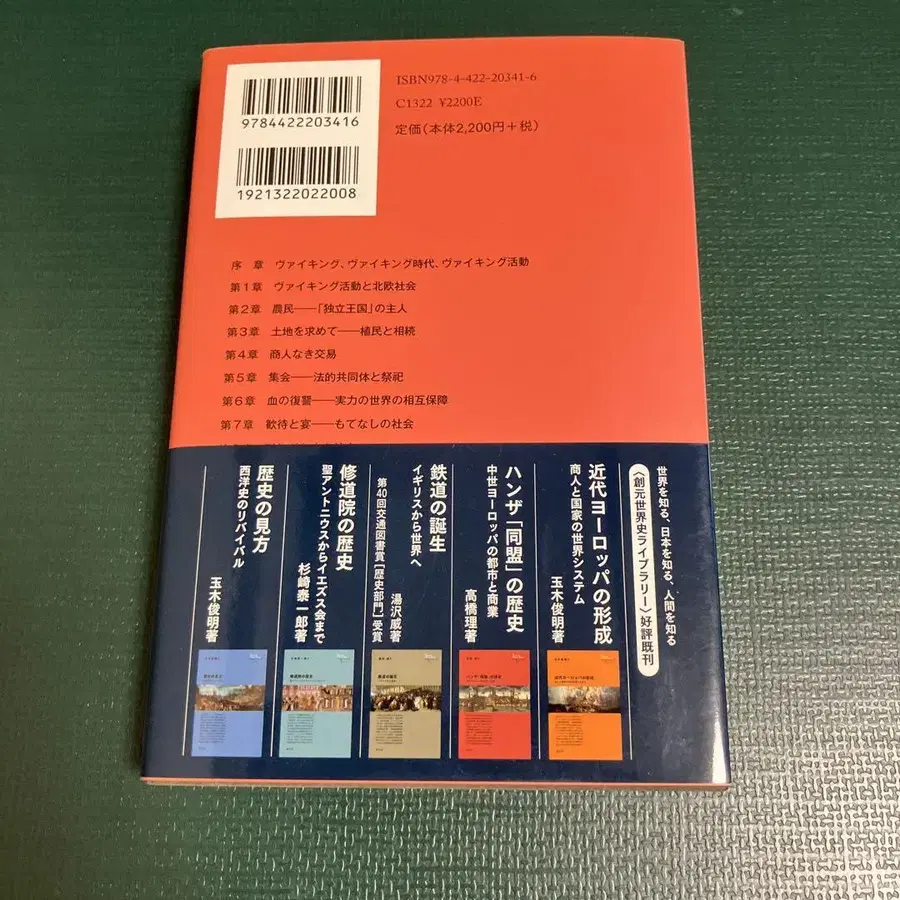 ISBN978-4-422-20341-6
C1322 ¥2200E
定価(本体2,200円+税)
9784422203416
1921322022008
序　章　ヴァイキング、ヴァイキング時代、ヴァイキング活動
第1章　ヴァイキング活動と北欧社会
第2章　農民――「独立王国」の主人
第3章　土地を求めて――植民と相続
第4章　商人なき交易
第5章　集会――法的共同体と祭祀
第6章　血の復讐――実力の世界の相互保障
第7章　歓待と宴――もてなしの社会
世界を知る、日本を知る、人間を知る
〈創元世界史ライブラリー〉好評既刊
近代ヨーロッパの形成
商人と国家の世界システム
玉木俊明著
ハンザ「同盟」の歴史
中世ヨーロッパの都市と商業
高橋理著
鉄道の誕生
イギリスから世界へ
湯沢威著
第40回交通図書賞［歴史部門］受賞
修道院の歴史
聖アントニウスからイエズス会まで
杉崎泰一郎著
歴史の見方
西洋史のリバイバル
玉木俊明著